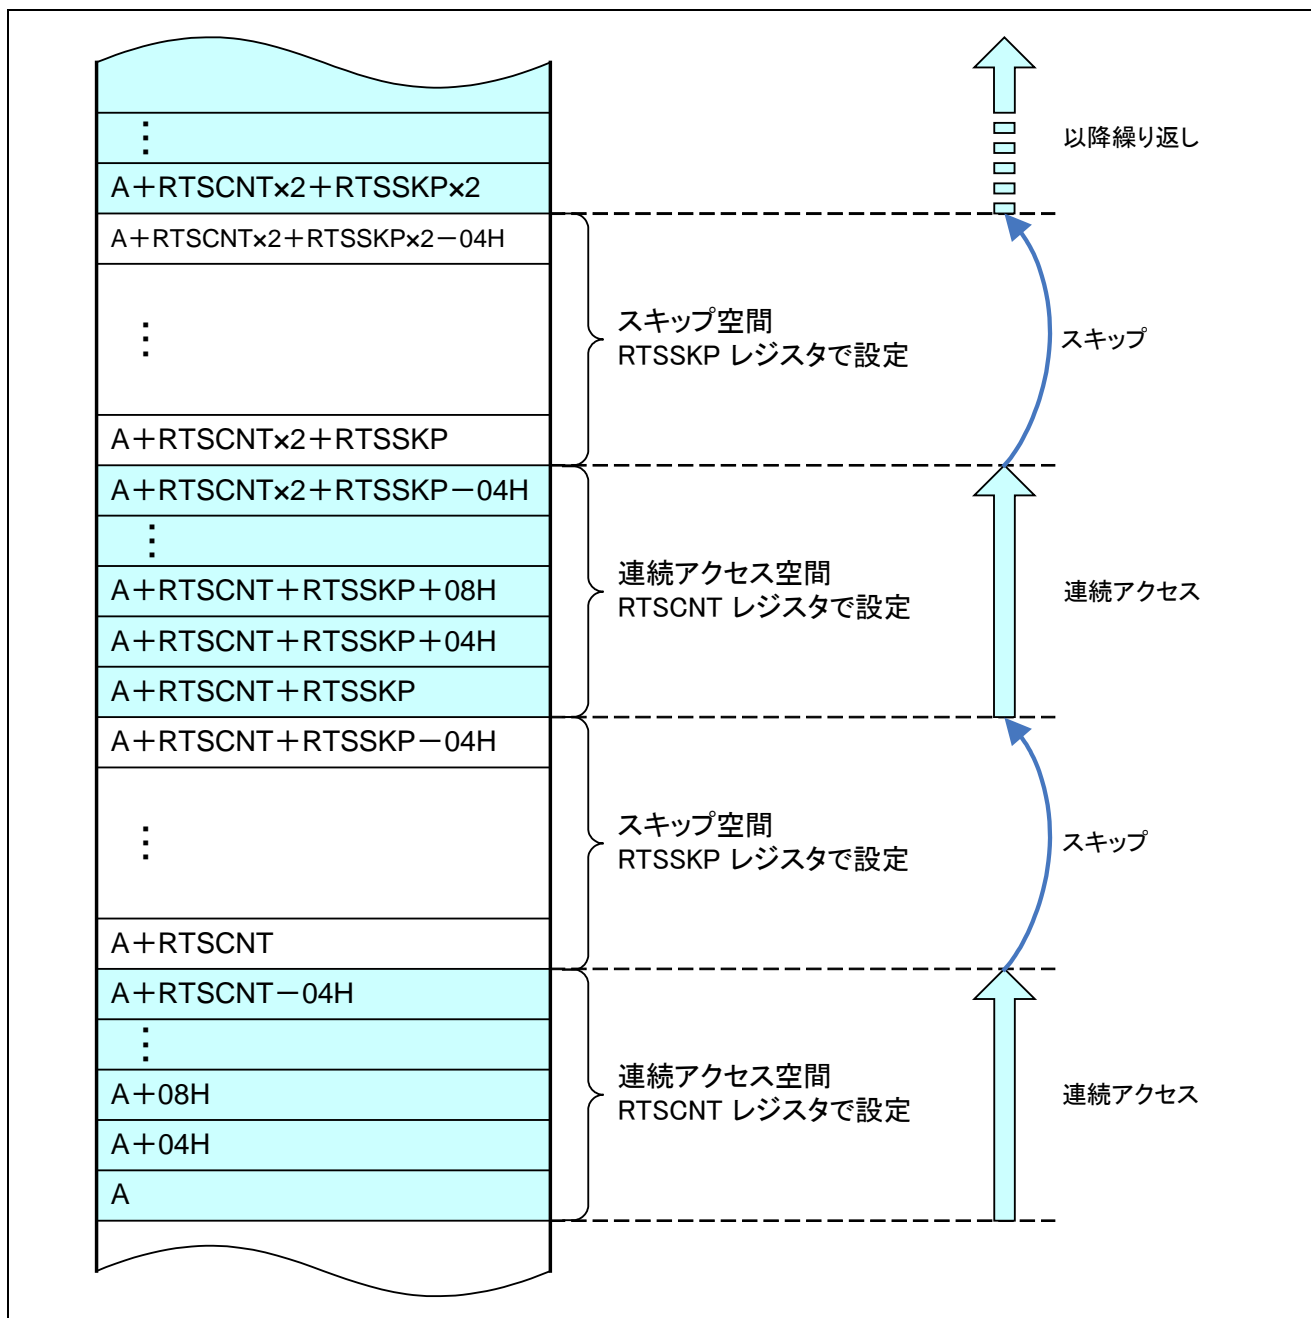 以降繰り返し
⋮
A+RTSCNT×2+RTSSKP×2
A+RTSCNT×2+RTSSKP×2-04H
⋮
スキップ空間
RTSSKP レジスタで設定
スキップ
A+RTSCNT×2+RTSSKP
A+RTSCNT×2+RTSSKP-04H
⋮
A+RTSCNT+RTSSKP+08H
連続アクセス空間
RTSCNT レジスタで設定
連続アクセス
A+RTSCNT+RTSSKP+04H
A+RTSCNT+RTSSKP
A+RTSCNT+RTSSKP-04H
⋮
スキップ空間
RTSSKP レジスタで設定
スキップ
A+RTSCNT
A+RTSCNT-04H
⋮
A+08H
連続アクセス空間
RTSCNT レジスタで設定
連続アクセス
A+04H
A